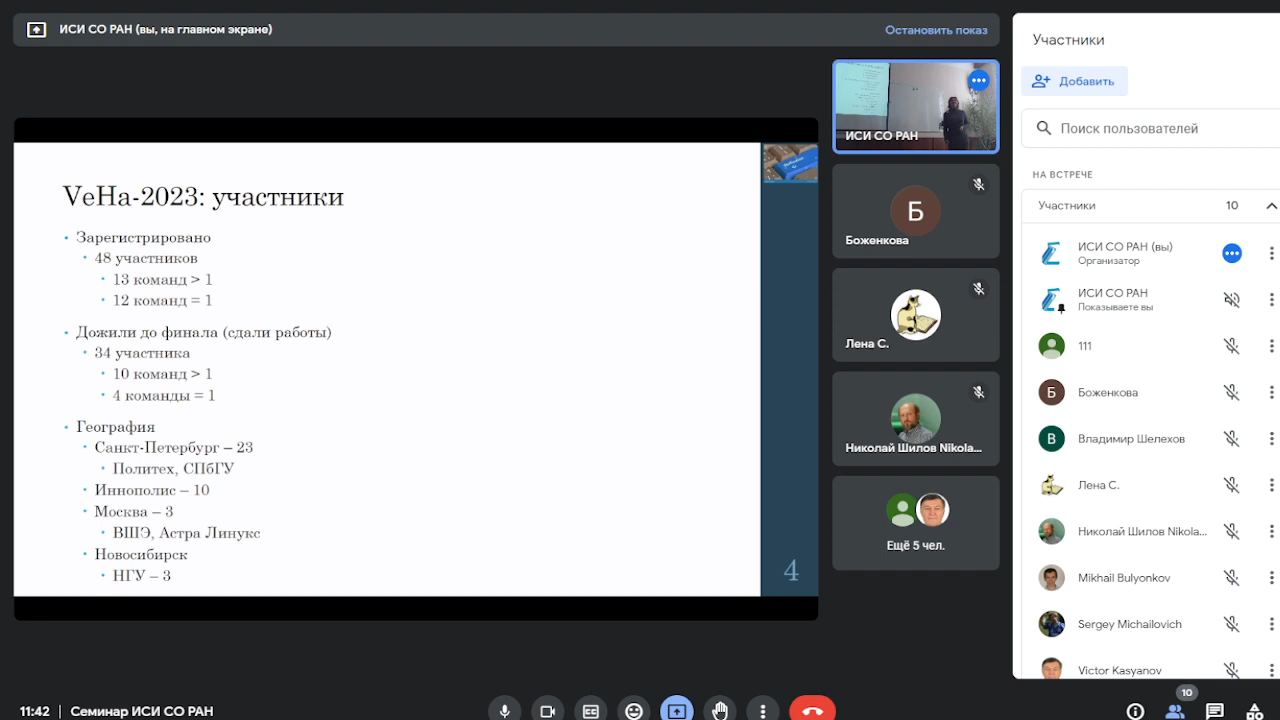 ИСИ СО РАН (вы, на главном экране)
Остановить показ
VeHa-2023: участники
• Зарегистрировано
• 48 участников
• 13 команд > 1
• 12 команд = 1
• Дожили до финала (сдали работы)
• 34 участника
• 10 команд > 1
• 4 команды = 1
• География
• Санкт-Петербург – 23
• Политех, СПбГУ
• Иннополис – 10
• Москва – 3
• ВШЭ, Астра Линукс
• Новосибирск
• НГУ – 3
4
ИСИ СО РАН
Б
Боженкова
Лена С.
Николай Шилов Nikola...
Ещё 5 чел.
Участники
Добавить
Поиск пользователей
НА ВСТРЕЧЕ
Участники 10
ИСИ СО РАН (вы)
Организатор
ИСИ СО РАН
Показываете вы
111
Б Боженкова
В Владимир Шелехов
Лена С.
Николай Шилов Nikola...
Mikhail Bulyonkov
Sergey Michailovich
Victor Kasyanov
11:42 | Семинар ИСИ СО РАН
10